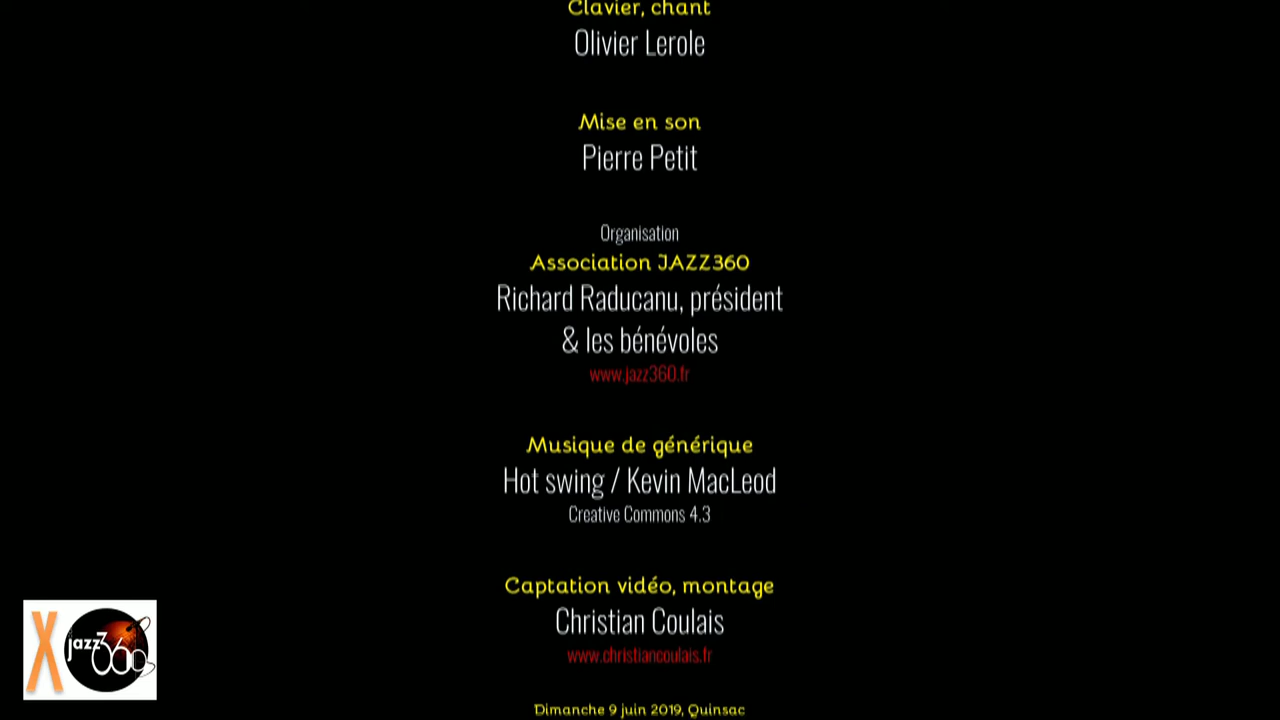 Clavier, chant
Olivier Lerole
Mise en son
Pierre Petit
Organisation
Association JAZZ360
Richard Raducanu, président
& les bénévoles
www.jazz360.fr
Musique de générique
Hot swing / Kevin MacLeod
Creative Commons 4.3
Captation vidéo, montage
Christian Coulais
www.christiancoulais.fr
Dimanche 9 juin 2019, Quinsac
X jazz360